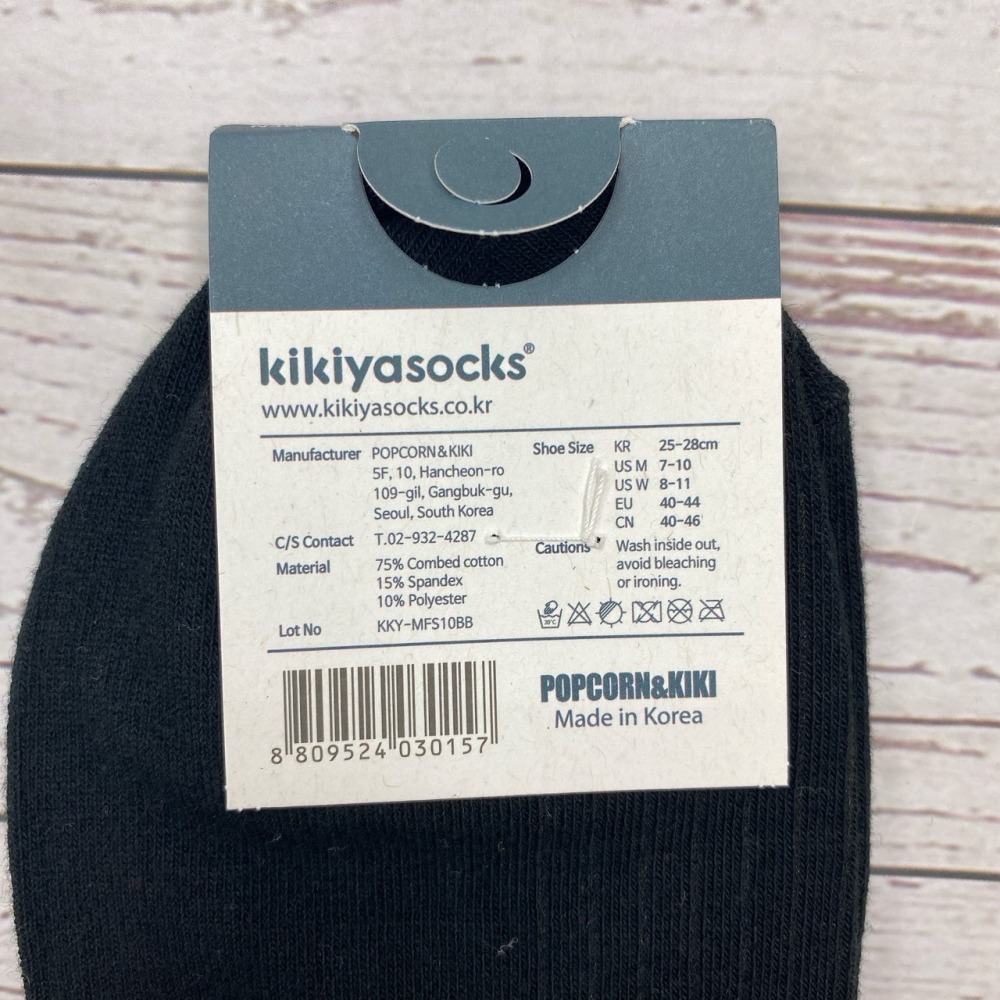 kikiyasocks®
www.kikiyasocks.co.kr
Manufacturer POPCORN&KIKI
5F, 10, Hancheon-ro
109-gil, Gangbuk-gu,
Seoul, South Korea
C/S Contact T.02-932-4287
Material 75% Combed cotton
15% Spandex
10% Polyester
Lot No KKY-MFS10BB
Shoe Size KR 25-28cm
US M 7-10
US W 8-11
EU 40-44
CN 40-46
Cautions Wash inside out,
avoid bleaching
or ironing.
30°C
8 809524 030157
POPCORN&KIKI
Made in Korea